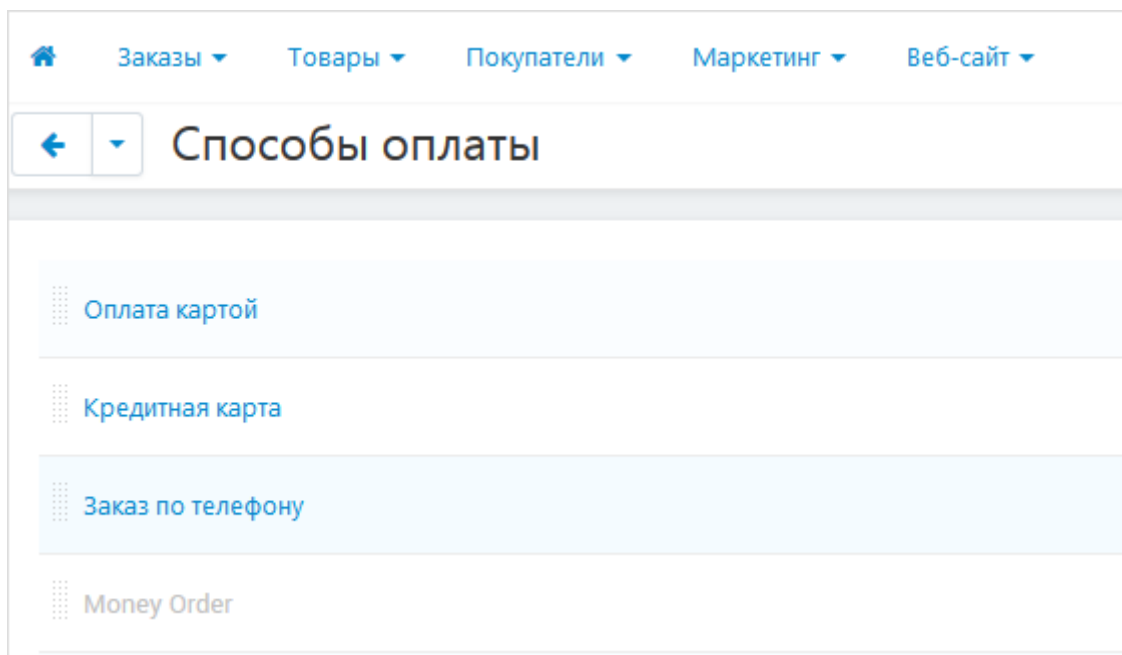 Заказы Товары Покупатели Маркетинг Веб-сайт
Способы оплаты
Оплата картой
Кредитная карта
Заказ по телефону
Money Order